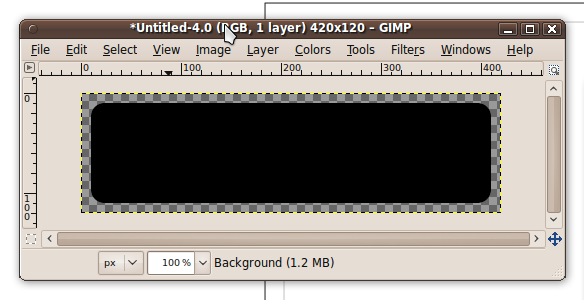 *Untitled-4.0 (RGB, 1 layer) 420x120 – GIMP
File Edit Select View Image Layer Colors Tools Filters Windows Help
0 100 200 300 400
0
100
px 100 % Background (1.2 MB)